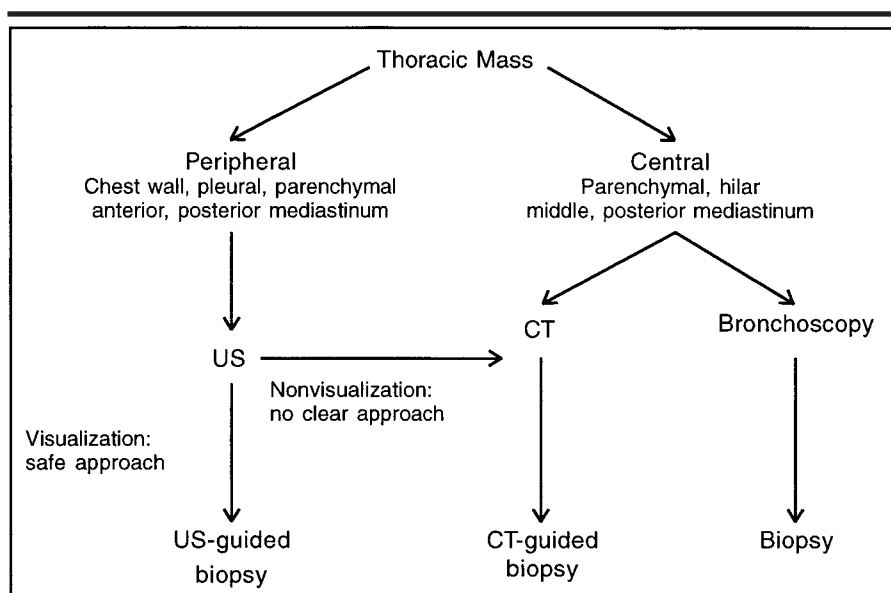 Thoracic Mass
Peripheral
Chest wall, pleural, parenchymal
anterior, posterior mediastinum
Central
Parenchymal, hilar
middle, posterior mediastinum
US
CT
Bronchoscopy
Nonvisualization:
no clear approach
Visualization:
safe approach
US-guided
biopsy
CT-guided
biopsy
Biopsy